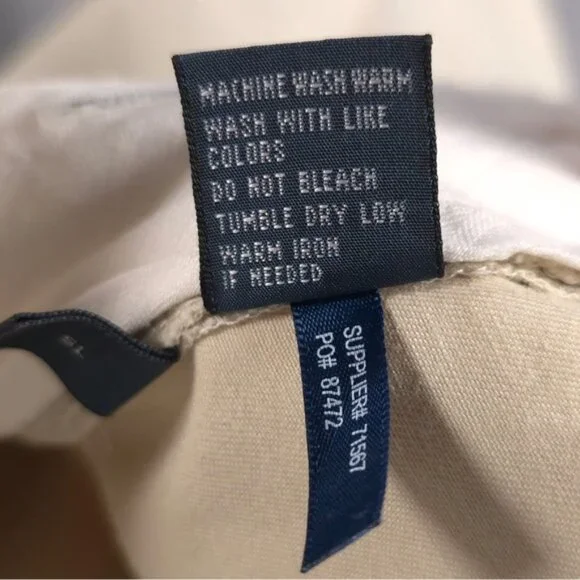 MACHINE WASH WARM
WASH WITH LIKE
COLORS
DO NOT BLEACH
TUMBLE DRY LOW
WARM IRON
IF NEEDED
SUPPLIER# 71567
PO# 87472